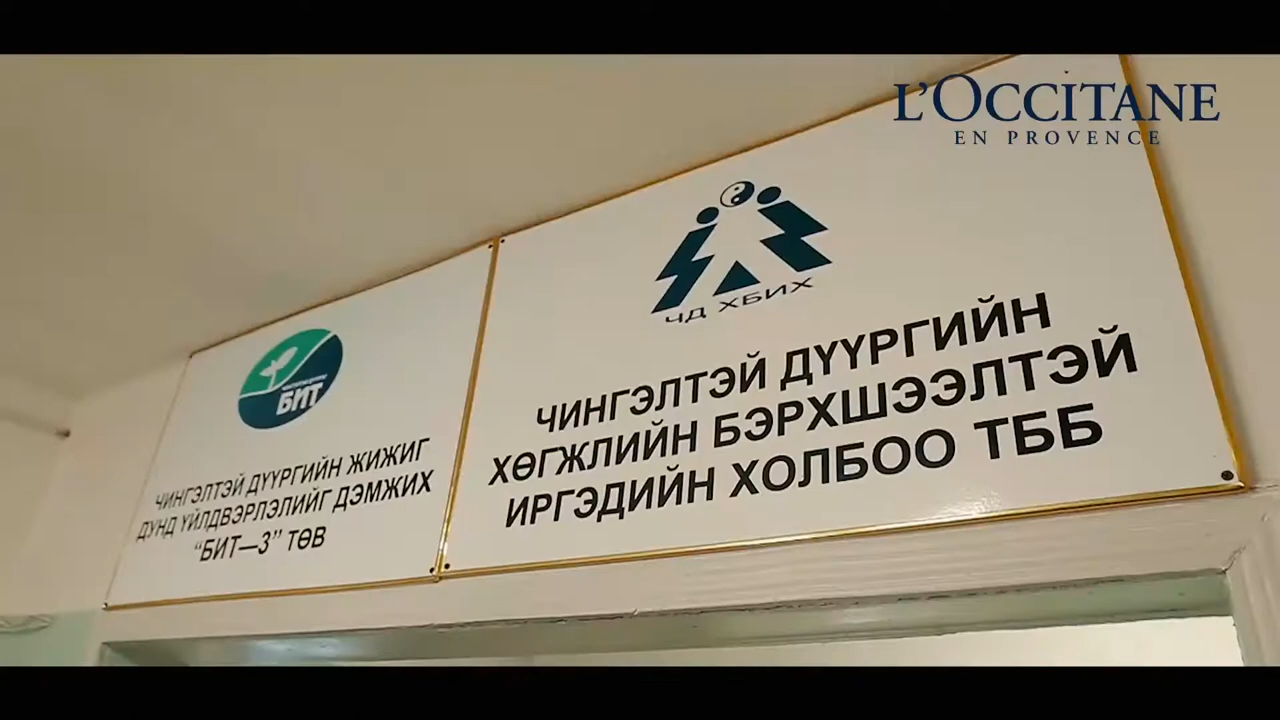 L'OCCITANE
EN PROVENCE
БИТ
ЧИНГЭЛТЭЙ ДҮҮРГИЙН ЖИЖИГ
ДУНД ҮЙЛДВЭРЛЭЛИЙГ ДЭМЖИХ
“БИТ—3” ТӨВ
ЧД ХБИХ
ЧИНГЭЛТЭЙ ДҮҮРГИЙН
ХӨГЖЛИЙН БЭРХШЭЭЛТЭЙ
ИРГЭДИЙН ХОЛБОО ТББ